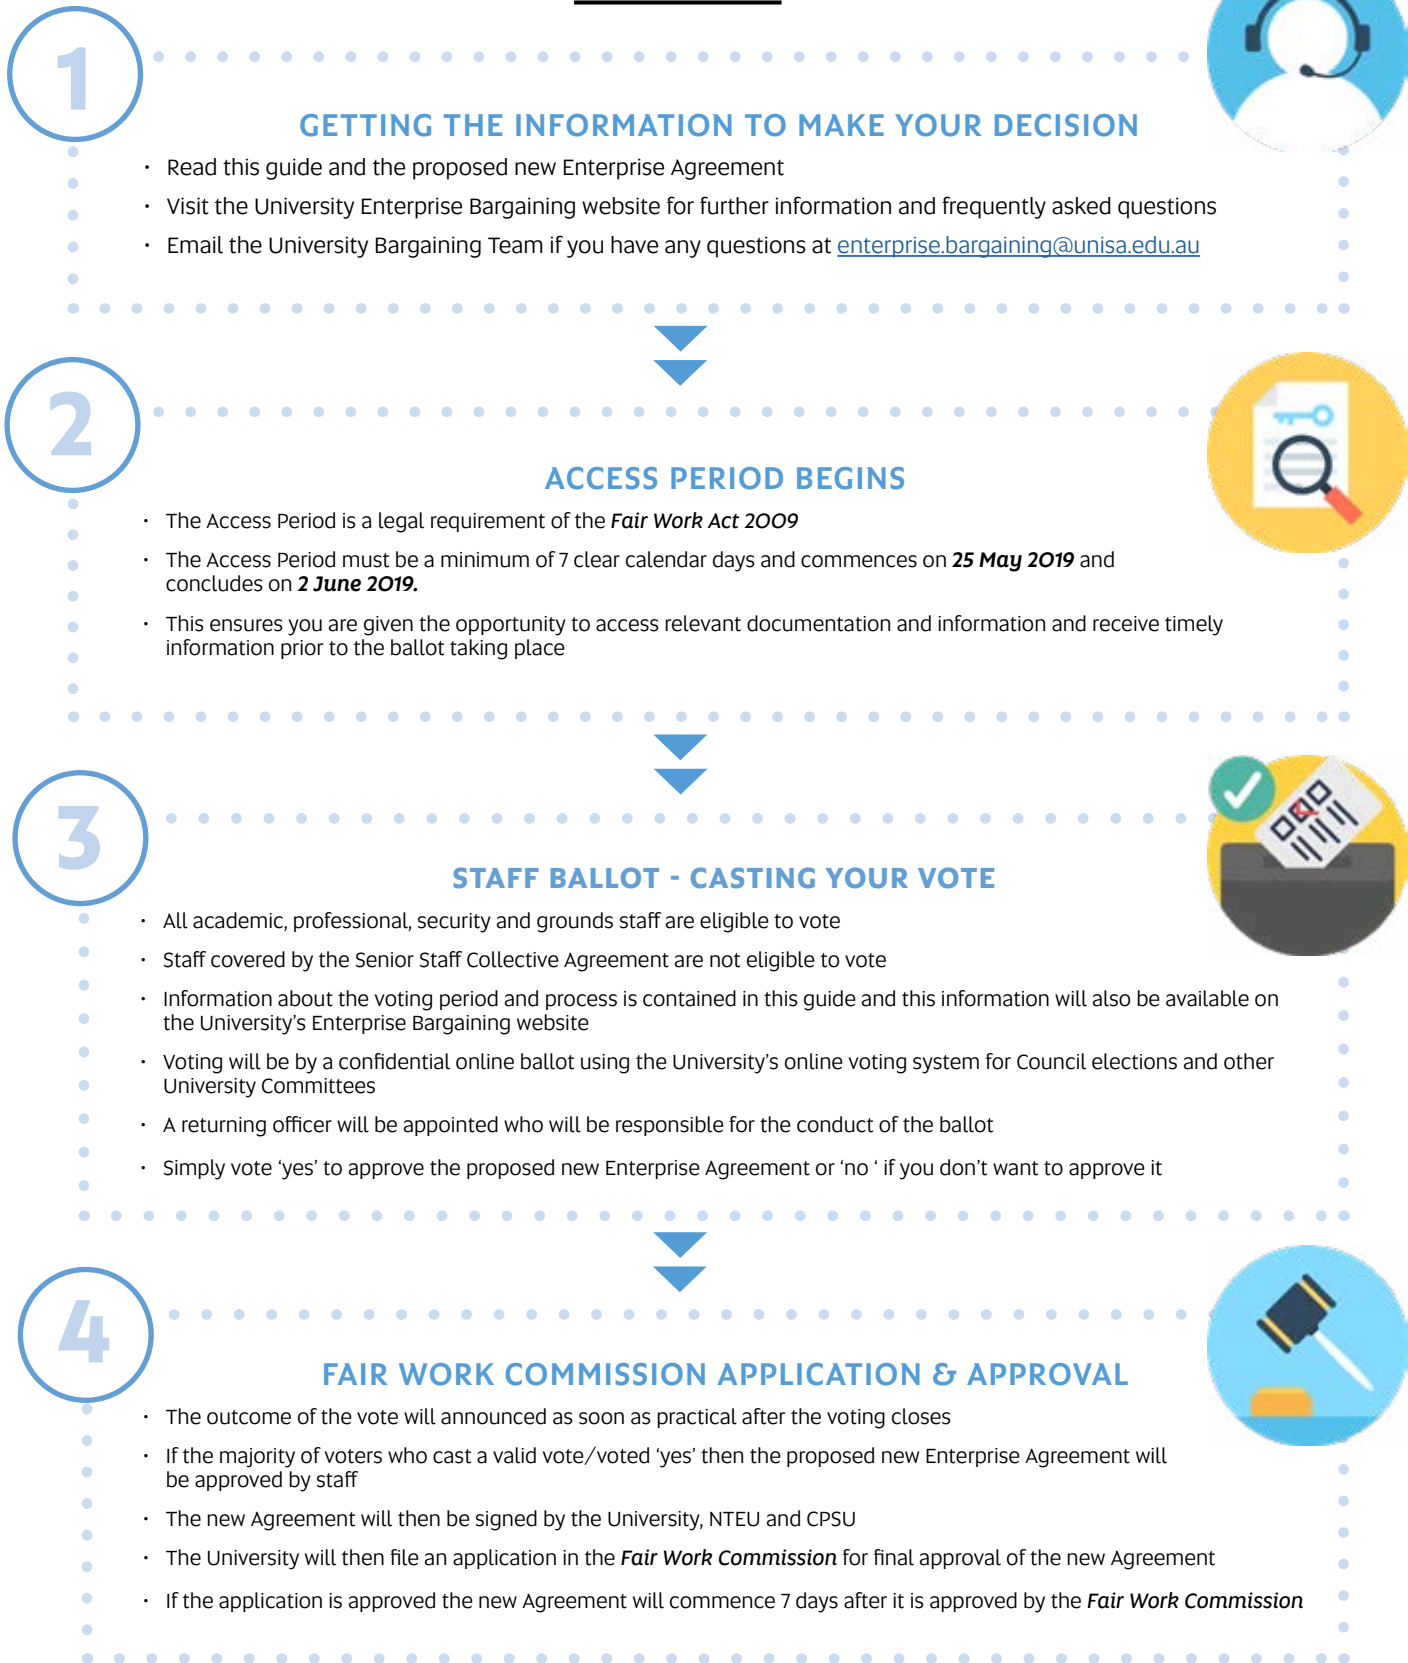 1
GETTING THE INFORMATION TO MAKE YOUR DECISION
• Read this guide and the proposed new Enterprise Agreement
• Visit the University Enterprise Bargaining website for further information and frequently asked questions
• Email the University Bargaining Team if you have any questions at enterprise.bargaining@unisa.edu.au
2
ACCESS PERIOD BEGINS
• The Access Period is a legal requirement of the Fair Work Act 2009
• The Access Period must be a minimum of 7 clear calendar days and commences on 25 May 2019 and
concludes on 2 June 2019.
• This ensures you are given the opportunity to access relevant documentation and information and receive timely
information prior to the ballot taking place
3
STAFF BALLOT - CASTING YOUR VOTE
• All academic, professional, security and grounds staff are eligible to vote
• Staff covered by the Senior Staff Collective Agreement are not eligible to vote
• Information about the voting period and process is contained in this guide and this information will also be available on
the University’s Enterprise Bargaining website
• Voting will be by a confidential online ballot using the University’s online voting system for Council elections and other
University Committees
• A returning officer will be appointed who will be responsible for the conduct of the ballot
• Simply vote ‘yes’ to approve the proposed new Enterprise Agreement or ‘no ‘ if you don’t want to approve it
4
FAIR WORK COMMISSION APPLICATION & APPROVAL
• The outcome of the vote will announced as soon as practical after the voting closes
• If the majority of voters who cast a valid vote/voted ‘yes’ then the proposed new Enterprise Agreement will
be approved by staff
• The new Agreement will then be signed by the University, NTEU and CPSU
• The University will then file an application in the Fair Work Commission for final approval of the new Agreement
• If the application is approved the new Agreement will commence 7 days after it is approved by the Fair Work Commission